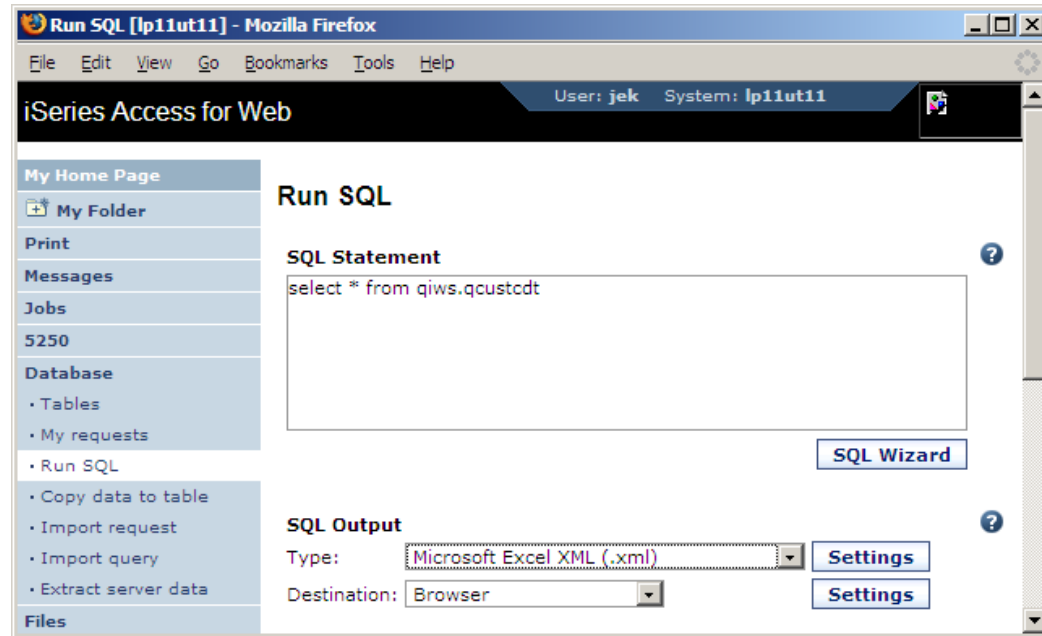 Run SQL [lp11ut11] - Mozilla Firefox
File Edit View Go Bookmarks Tools Help
iSeries Access for Web
User: jek System: lp11ut11
My Home Page
My Folder
Print
Messages
Jobs
5250
Database
• Tables
• My requests
• Run SQL
• Copy data to table
• Import request
• Import query
• Extract server data
Files
Run SQL
SQL Statement
?
select * from qiws.qcustcdt
SQL Wizard
SQL Output
?
Type: Microsoft Excel XML (.xml) Settings
Destination: Browser Settings